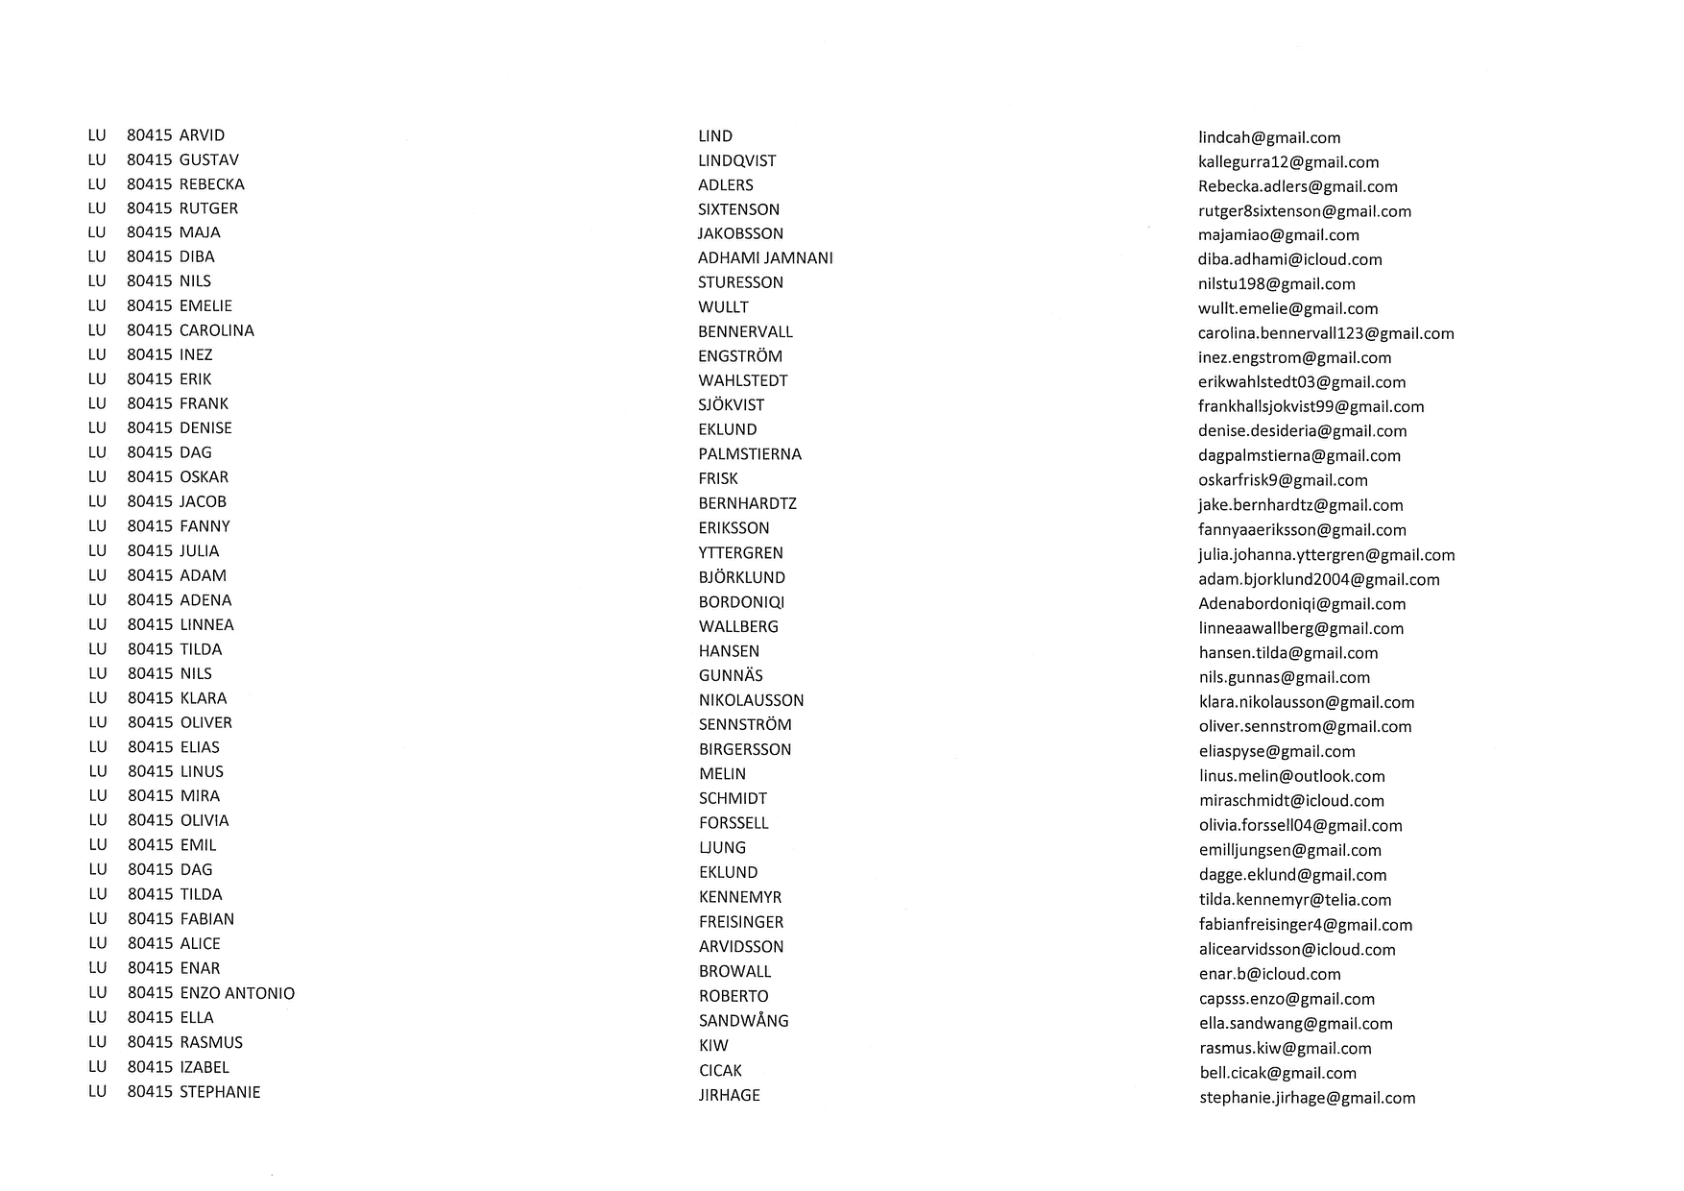 LU 80415 ARVID LIND lindcah@gmail.com
LU 80415 GUSTAV LINDQVIST kallegurra12@gmail.com
LU 80415 REBECKA ADLERS Rebecka.adlers@gmail.com
LU 80415 RUTGER SIXTENSON rutger8sixtenson@gmail.com
LU 80415 MAJA JAKOBSSON majamiao@gmail.com
LU 80415 DIBA ADHAMI JAMNANI diba.adhami@icloud.com
LU 80415 NILS STURESSON nilstu198@gmail.com
LU 80415 EMELIE WULLT wullt.emelie@gmail.com
LU 80415 CAROLINA BENNERVALL carolina.bennervall123@gmail.com
LU 80415 INEZ ENGSTRÖM inez.engstrom@gmail.com
LU 80415 ERIK WAHLSTEDT erikwahlstedt03@gmail.com
LU 80415 FRANK SJÖKVIST frankhallsjokvist99@gmail.com
LU 80415 DENISE EKLUND denise.desideria@gmail.com
LU 80415 DAG PALMSTIERNA dagpalmstierna@gmail.com
LU 80415 OSKAR FRISK oskarfrisk9@gmail.com
LU 80415 JACOB BERNHARDTZ jake.bernhardtz@gmail.com
LU 80415 FANNY ERIKSSON fannyaaeriksson@gmail.com
LU 80415 JULIA YTTERGREN julia.johanna.yttergren@gmail.com
LU 80415 ADAM BJÖRKLUND adam.bjorklund2004@gmail.com
LU 80415 ADENA BORDONIQI Adenabordoniqi@gmail.com
LU 80415 LINNEA WALLBERG linneaawallberg@gmail.com
LU 80415 TILDA HANSEN hansen.tilda@gmail.com
LU 80415 NILS GUNNÄS nils.gunnas@gmail.com
LU 80415 KLARA NIKOLAUSSON klara.nikolausson@gmail.com
LU 80415 OLIVER SENNSTRÖM oliver.sennstrom@gmail.com
LU 80415 ELIAS BIRGERSSON eliaspyse@gmail.com
LU 80415 LINUS MELIN linus.melin@outlook.com
LU 80415 MIRA SCHMIDT miraschmidt@icloud.com
LU 80415 OLIVIA FORSSELL olivia.forssell04@gmail.com
LU 80415 EMIL LJUNG emilljungsen@gmail.com
LU 80415 DAG EKLUND dagge.eklund@gmail.com
LU 80415 TILDA KENNEMYR tilda.kennemyr@telia.com
LU 80415 FABIAN FREISINGER fabianfreisinger4@gmail.com
LU 80415 ALICE ARVIDSSON alicearvidsson@icloud.com
LU 80415 ENAR BROWALL enar.b@icloud.com
LU 80415 ENZO ANTONIO ROBERTO capsss.enzo@gmail.com
LU 80415 ELLA SANDWÅNG ella.sandwang@gmail.com
LU 80415 RASMUS KIW rasmus.kiw@gmail.com
LU 80415 IZABEL CICAK bell.cicak@gmail.com
LU 80415 STEPHANIE JIRHAGE stephanie.jirhage@gmail.com